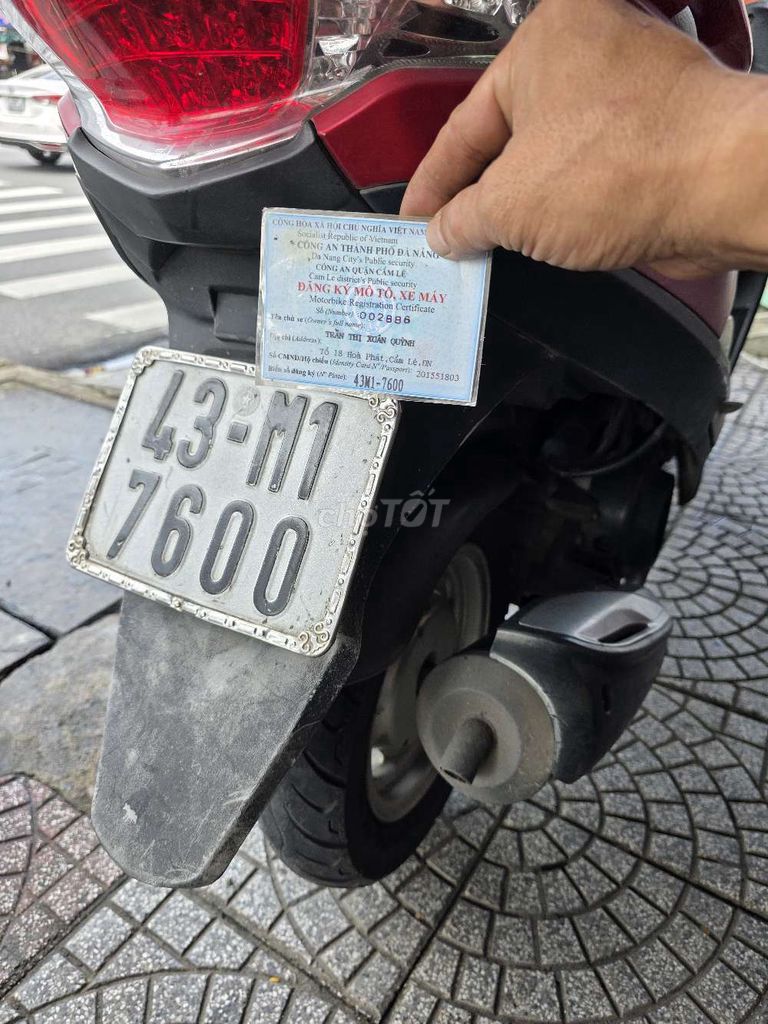 CỘNG HÒA XÃ HỘI CHỦ NGHĨA VIỆT NAM
Socialist Republic of Vietnam
CÔNG AN THÀNH PHỐ ĐÀ NẴNG
Da Nang City's Public security
CÔNG AN QUẬN CẨM LỆ
Cam Le district's Public security
ĐĂNG KÝ MÔ TÔ, XE MÁY
Motorbike Registration Certificate
Số (Number): 002886
Tên chủ xe (Owner's full name):
TRẦN THỊ XUÂN QUỲNH
Địa chỉ (Address): Tổ 18 Hoà Phát, Cẩm Lệ, ĐN
Số CMND/Hộ chiếu (Identity Card N°/Passport): 201551803
Biển số đăng ký (N° Plate): 43M1-7600
43-M1
7600
chợTỐT